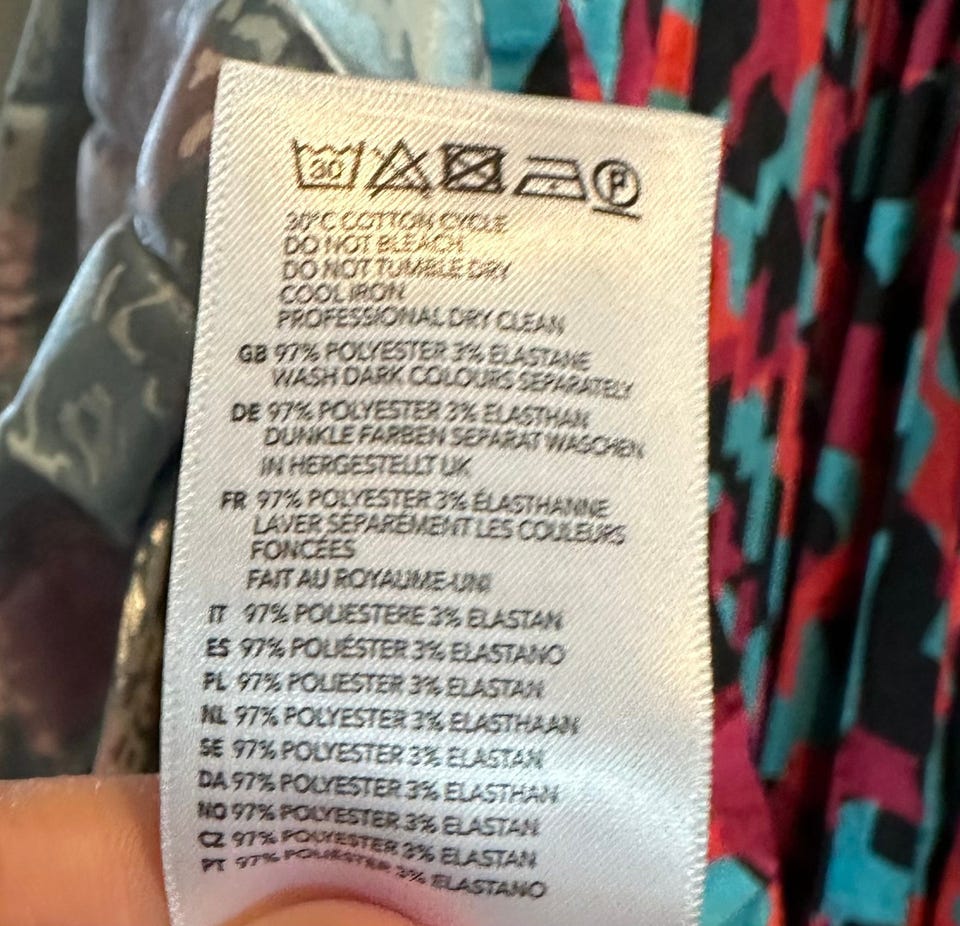 30 P
30°C COTTON CYCLE
DO NOT BLEACH
DO NOT TUMBLE DRY
COOL IRON
PROFESSIONAL DRY CLEAN
GB 97% POLYESTER 3% ELASTANE
WASH DARK COLOURS SEPARATELY
DE 97% POLYESTER 3% ELASTHAN
DUNKLE FARBEN SEPARAT WASCHEN
IN HERGESTELLT UK
FR 97% POLYESTER 3% ÉLASTHANNE
LAVER SÉPARÉMENT LES COULEURS
FONCÉES
FAIT AU ROYAUME-UNI
IT 97% POLIESTERE 3% ELASTAN
ES 97% POLIÉSTER 3% ELASTANO
PL 97% POLIESTER 3% ELASTAN
NL 97% POLYESTER 3% ELASTHAAN
SE 97% POLYESTER 3% ELASTAN
DA 97% POLYESTER 3% ELASTHAN
NO 97% POLYESTER 3% ELASTAN
CZ 97% POLYESTER 3% ELASTAN
PT 97% POLIÉSTER 3% ELASTANO